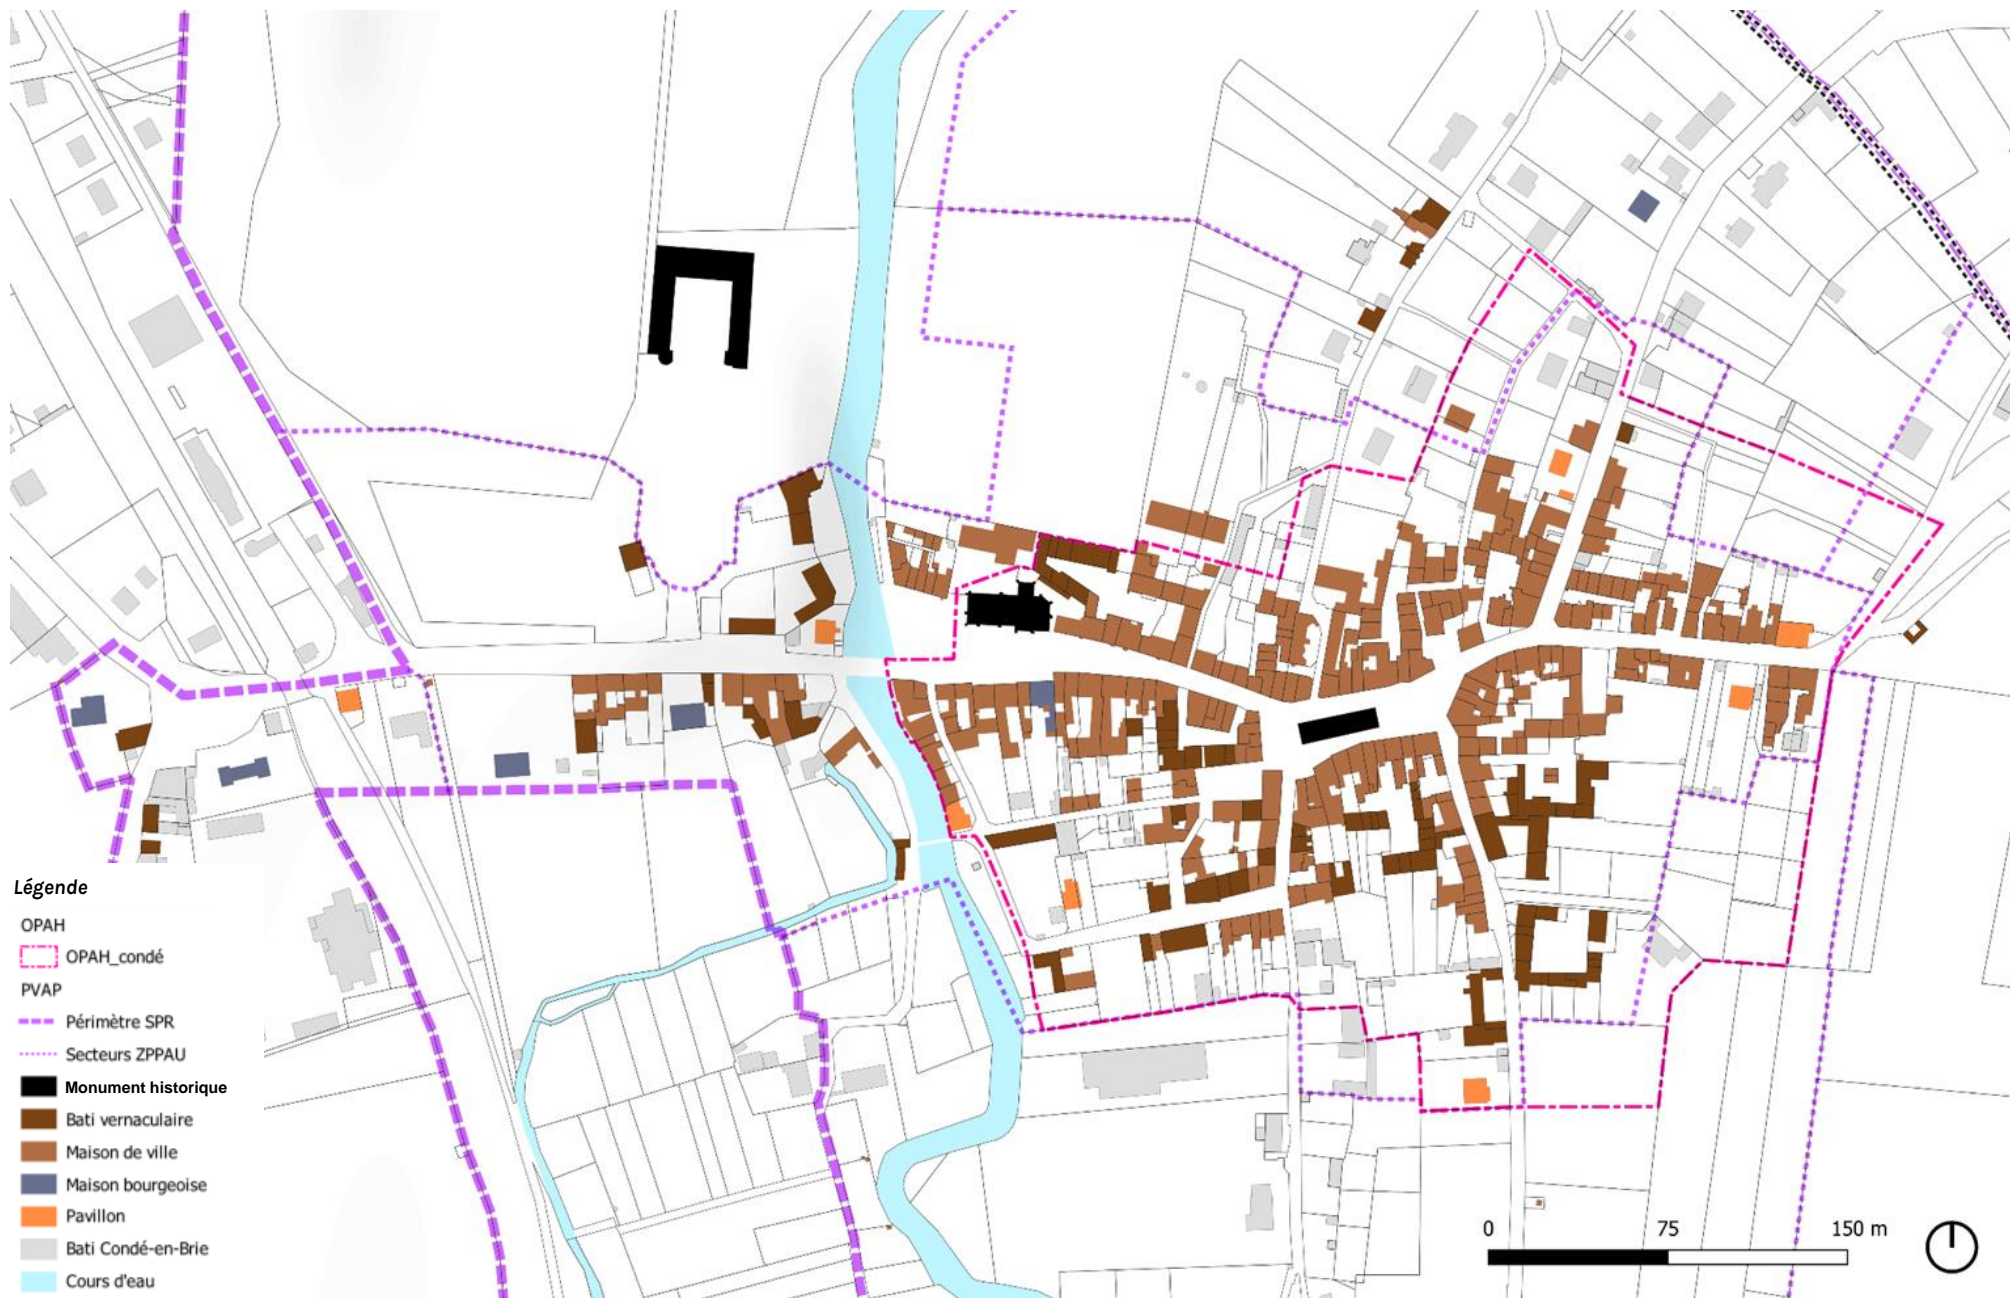 Légende
OPAH
OPAH_condé
PVAP
Périmètre SPR
Secteurs ZPPAU
Monument historique
Bati vernaculaire
Maison de ville
Maison bourgeoise
Pavillon
Bati Condé-en-Brie
Cours d'eau
0 75 150 m